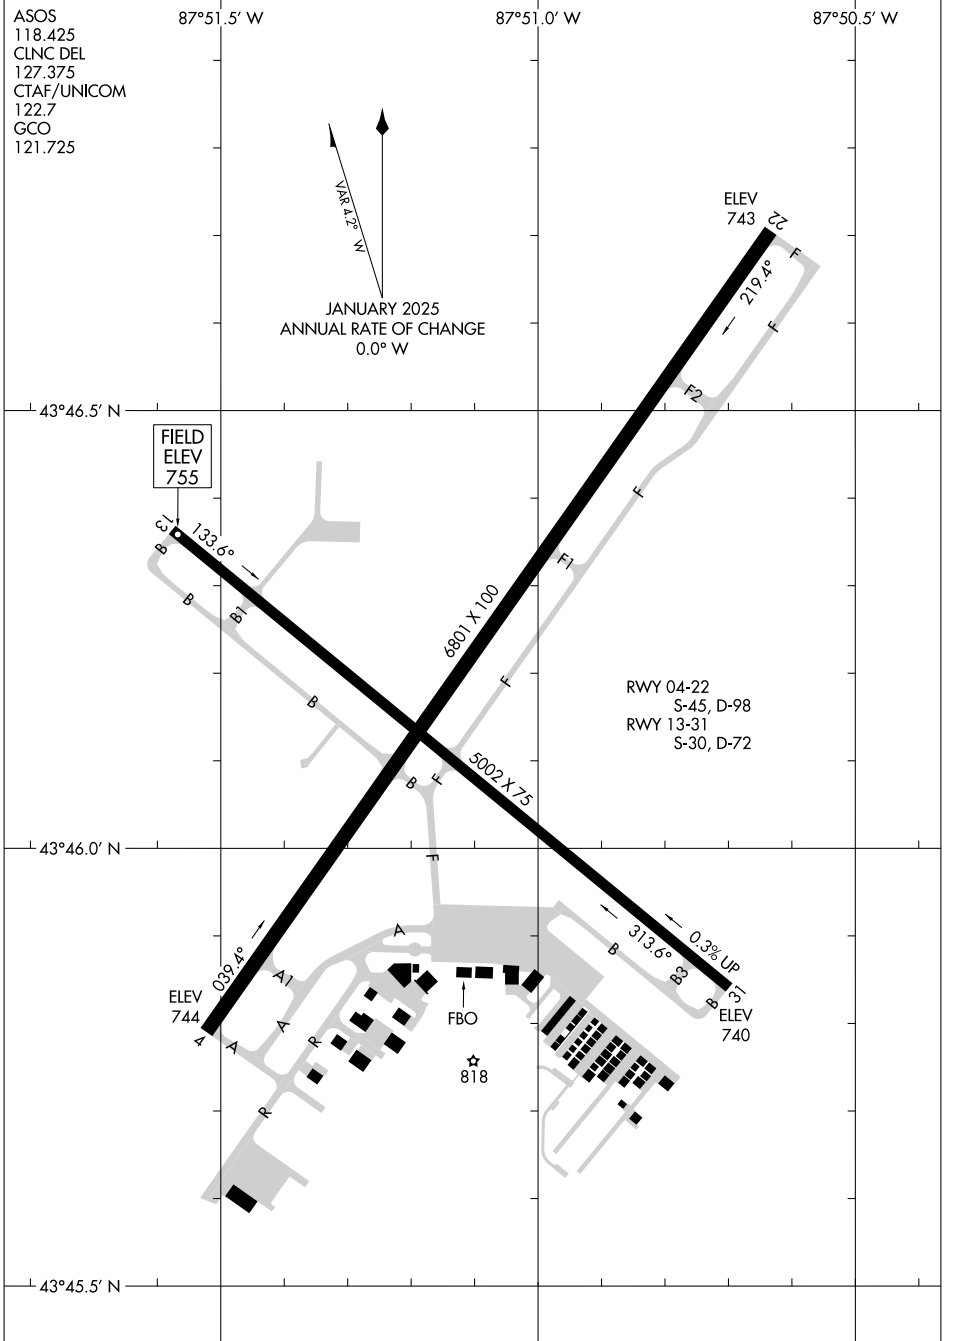 ASOS
118.425
CLNC DEL
127.375
CTAF/UNICOM
122.7
GCO
121.725
87°51.5' W
87°51.0' W
87°50.5' W
VAR 4.2° W
JANUARY 2025
ANNUAL RATE OF CHANGE
0.0° W
ELEV
743
22
219.4°
F
F
F2
43°46.5' N
FIELD
ELEV
755
13
133.6°
B
B
B1
B
B
F
F1
F
F
F
6801 X 100
RWY 04-22
S-45, D-98
RWY 13-31
S-30, D-72
5002 X 75
43°46.0' N
0.3% UP
313.6°
B
B3
B
31
ELEV
740
039.4°
A
A1
A
A
ELEV
744
4
R
R
FBO
818
43°45.5' N